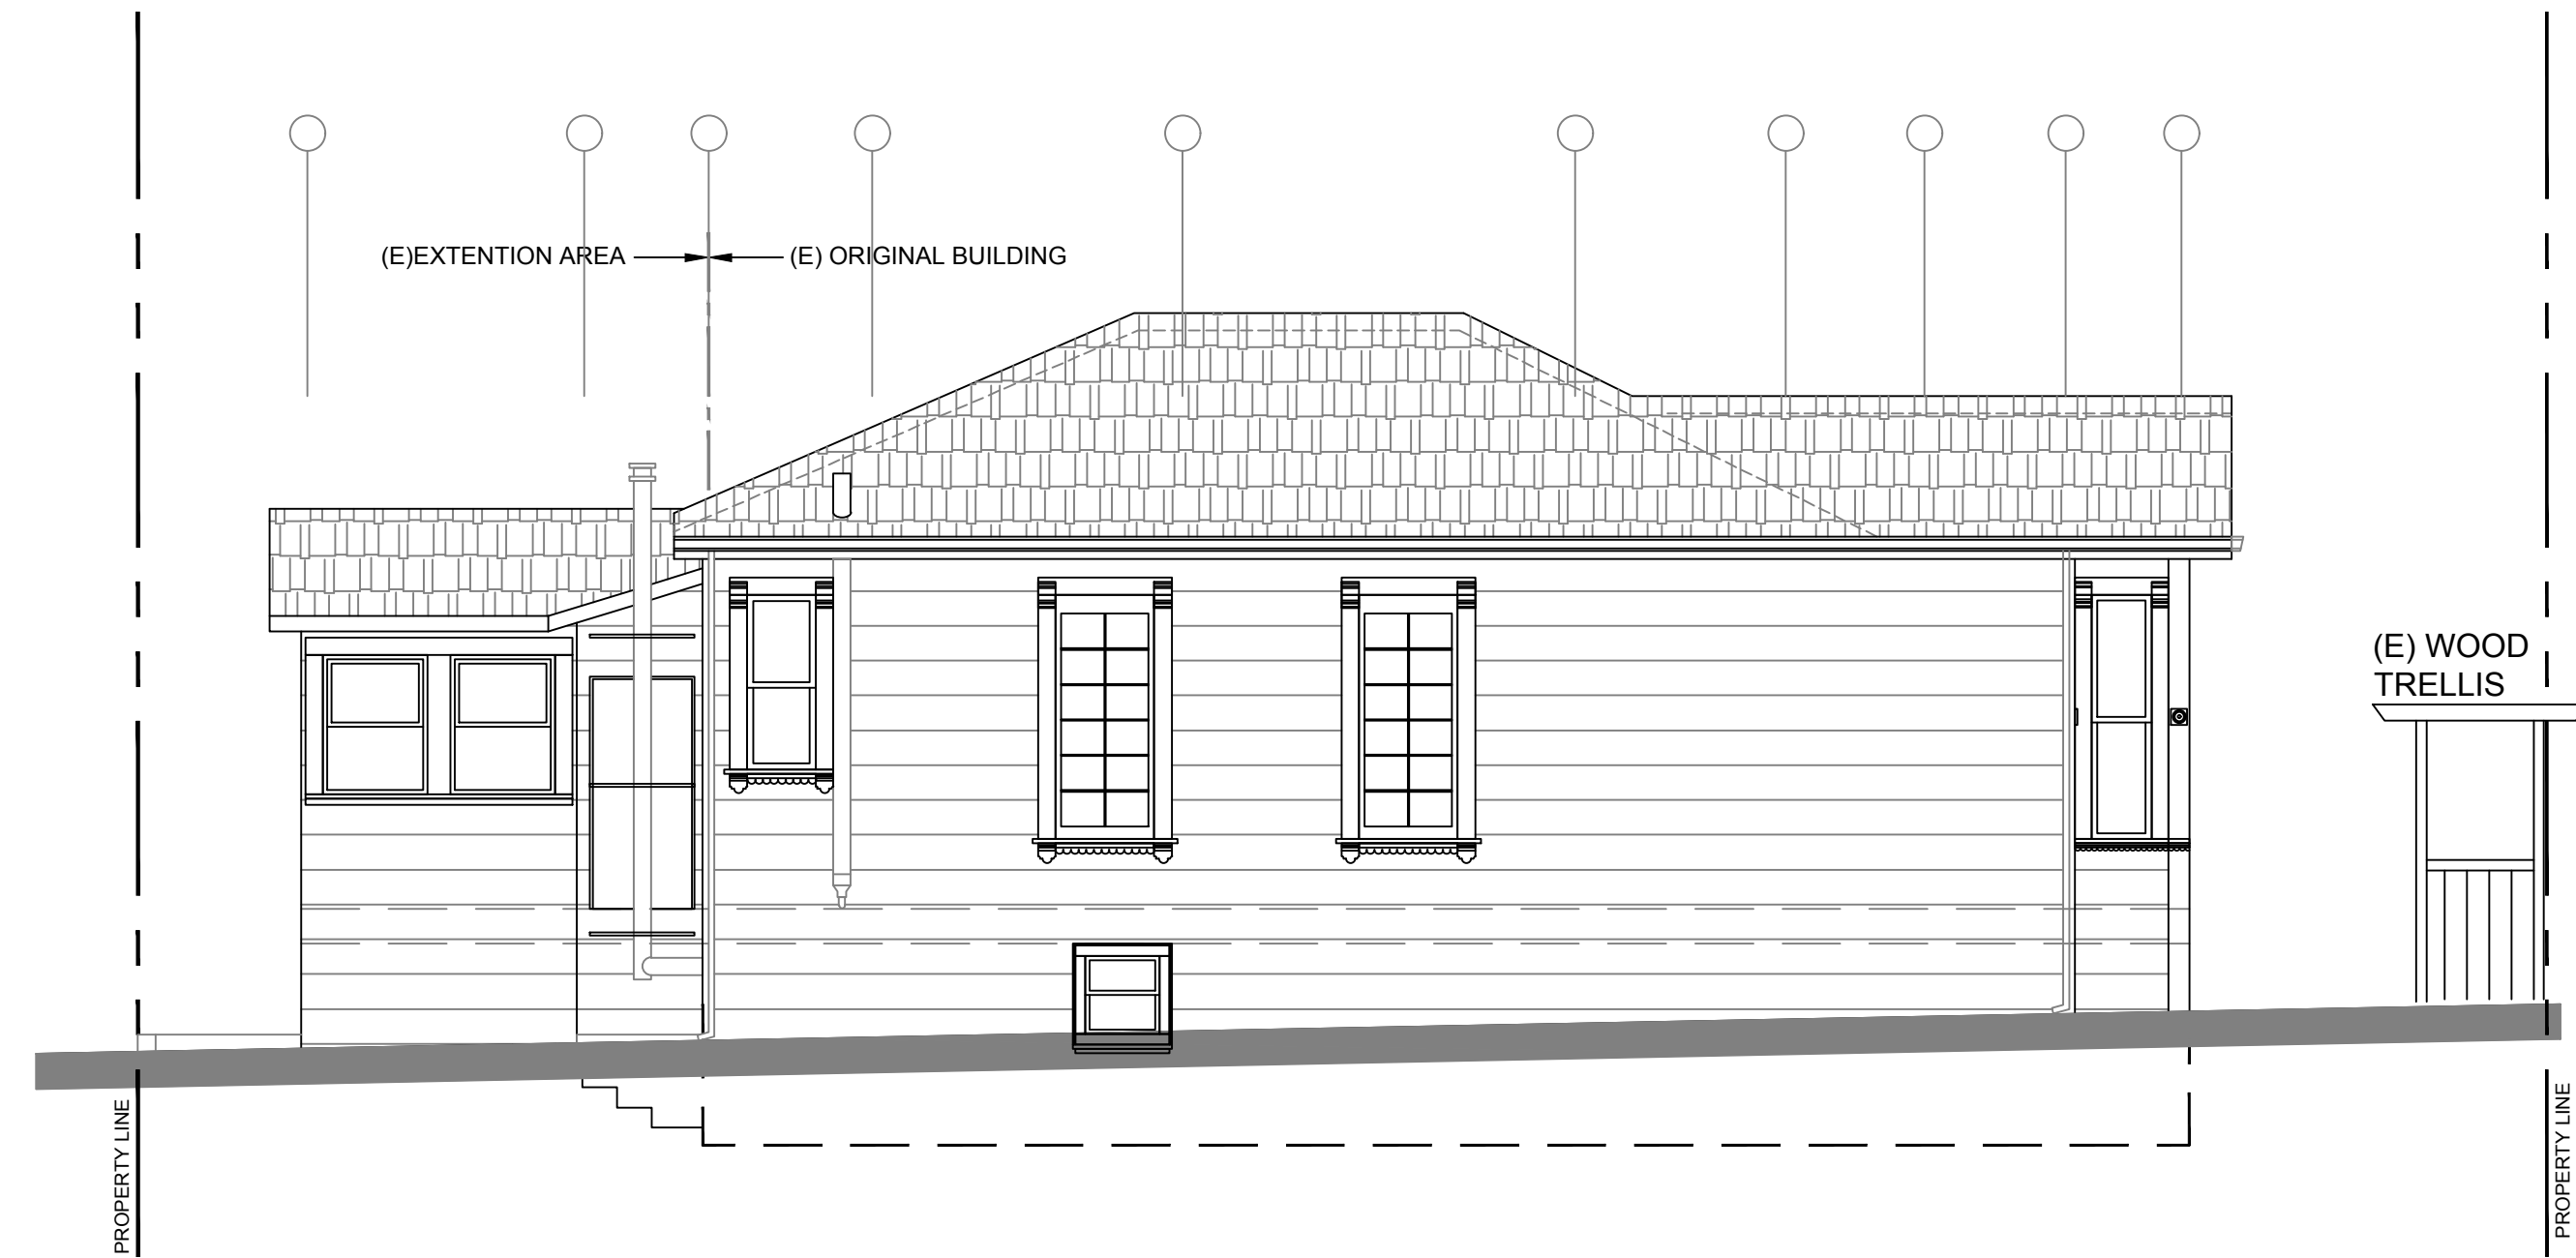 (E)EXTENTION AREA
(E) ORIGINAL BUILDING
(E) WOOD
TRELLIS
PROPERTY LINE
PROPERTY LINE